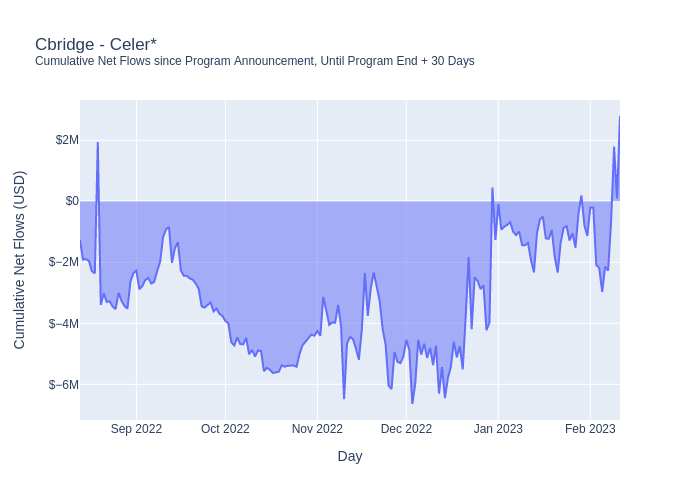 Cbridge - Celer*
Cumulative Net Flows since Program Announcement, Until Program End + 30 Days
Cumulative Net Flows (USD)
$2M
$0
$−2M
$−4M
$−6M
Sep 2022
Oct 2022
Nov 2022
Dec 2022
Jan 2023
Feb 2023
Day